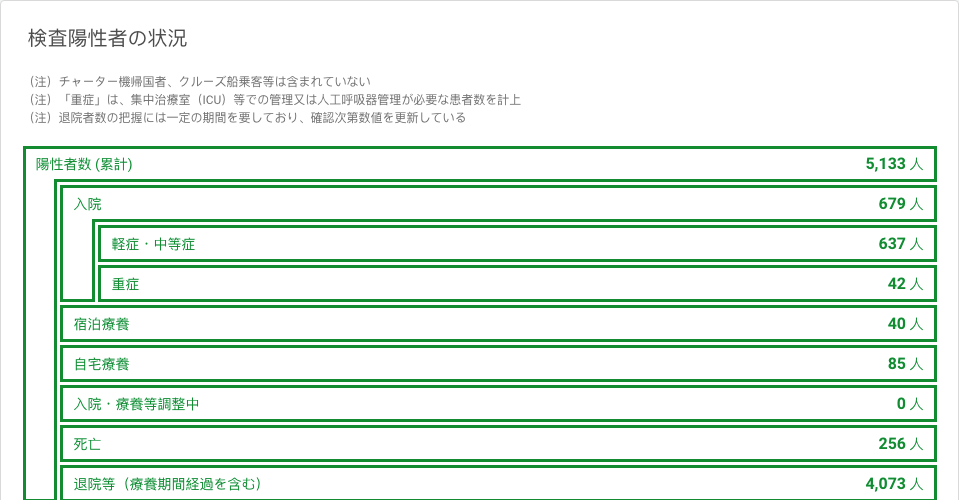 検査陽性者の状況
（注）チャーター機帰国者、クルーズ船乗客等は含まれていない
（注）「重症」は、集中治療室（ICU）等での管理又は人工呼吸器管理が必要な患者数を計上
（注）退院者数の把握には一定の期間を要しており、確認次第数値を更新している
陽性者数 (累計) 5,133 人
入院 679 人
軽症・中等症 637 人
重症 42 人
宿泊療養 40 人
自宅療養 85 人
入院・療養等調整中 0 人
死亡 256 人
退院等（療養期間経過を含む） 4,073 人